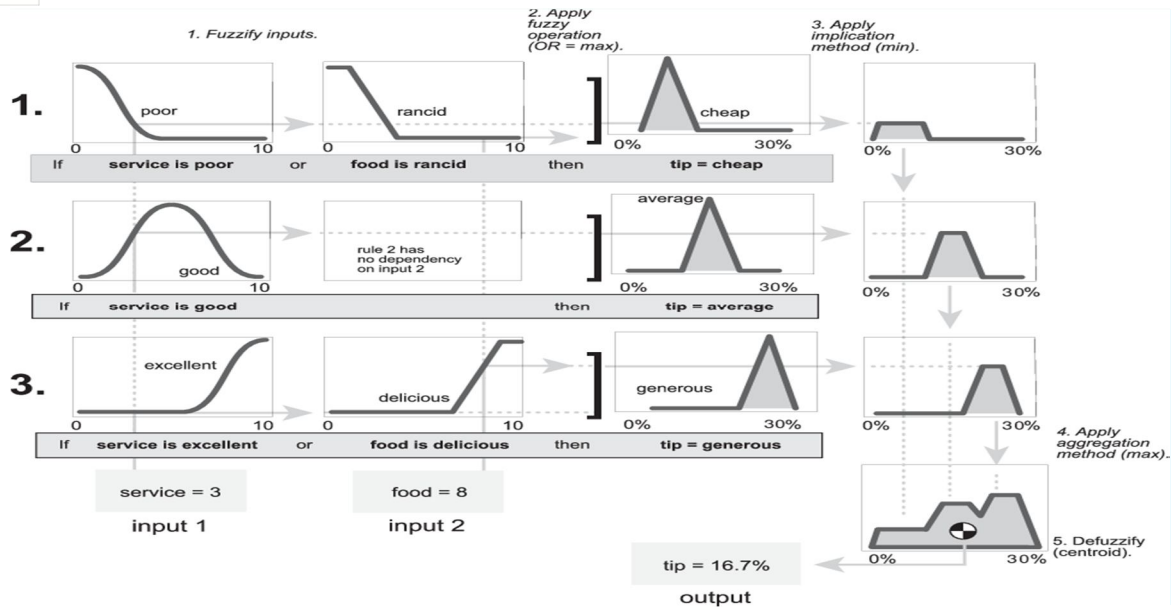 1. Fuzzify inputs.
2. Apply
fuzzy
operation
(OR = max).
3. Apply
implication
method (min).
1.
poor
0 10
rancid
0 10
cheap
0% 30%
0% 30%
If service is poor or food is rancid then tip = cheap
2.
good
0 10
rule 2 has
no dependency
on input 2
average
0% 30%
0% 30%
If service is good then tip = average
3.
excellent
0 10
delicious
0 10
generous
0% 30%
0% 30%
If service is excellent or food is delicious then tip = generous
4. Apply
aggregation
method (max).
service = 3
input 1
food = 8
input 2
0% 30%
5. Defuzzify
(centroid).
tip = 16.7%
output